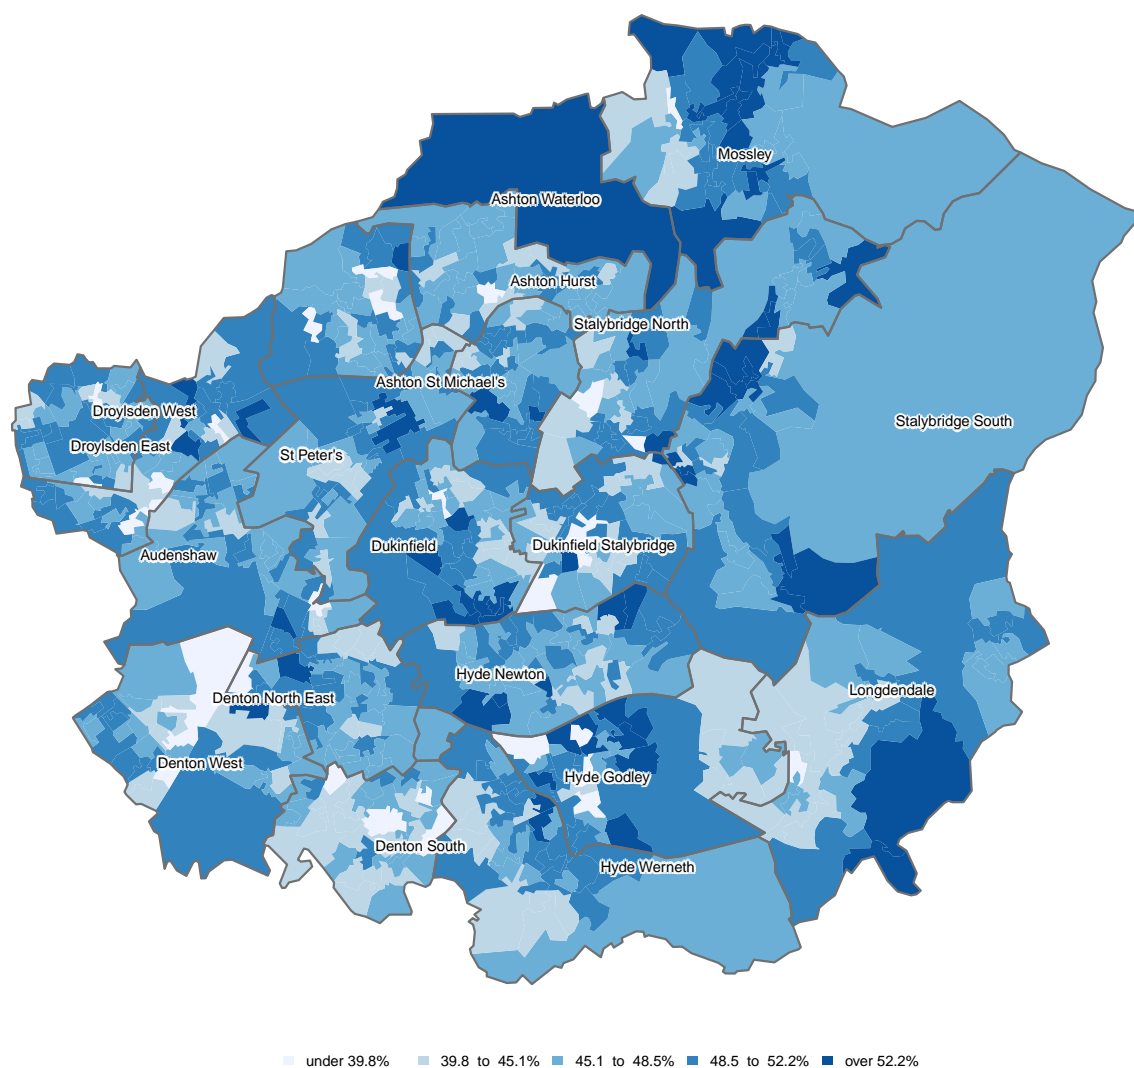 Mossley
Ashton Waterloo
Ashton Hurst
Stalybridge North
Ashton St Michael's
Droylsden West
Stalybridge South
Droylsden East
St Peter's
Dukinfield
Dukinfield Stalybridge
Audenshaw
Hyde Newton
Longdendale
Denton North East
Denton West
Hyde Godley
Denton South
Hyde Werneth
under 39.8% 39.8 to 45.1% 45.1 to 48.5% 48.5 to 52.2% over 52.2%